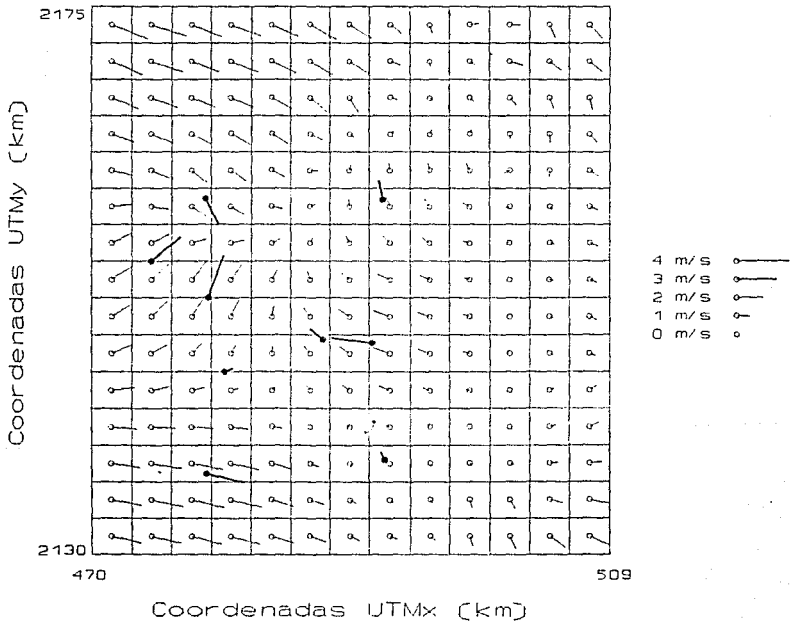 2175
Coordenadas UTMy (km)
4 m/s
3 m/s
2 m/s
1 m/s
0 m/s
2130
470
509
Coordenadas UTMx (km)